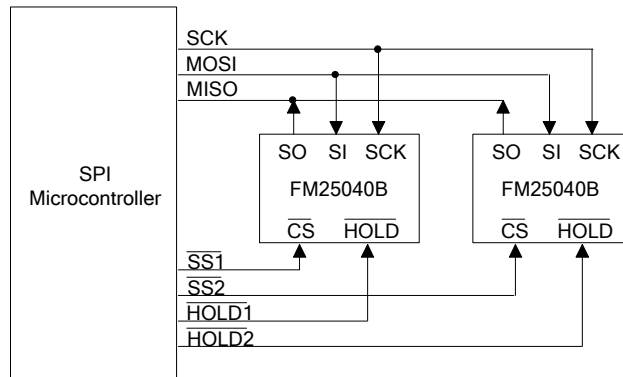 SCK
MOSI
MISO
SO SI SCK
FM25040B
CS HOLD
SO SI SCK
FM25040B
CS HOLD
SPI
Microcontroller
SS1
SS2
HOLD1
HOLD2